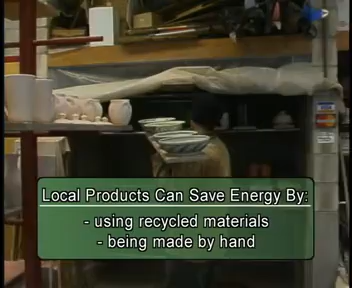 Local Products Can Save Energy By:
- using recycled materials
- being made by hand